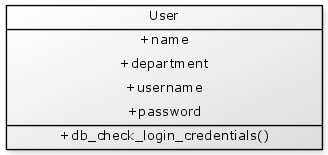 User
+name
+department
+username
+password
+db_check_login_credentials()